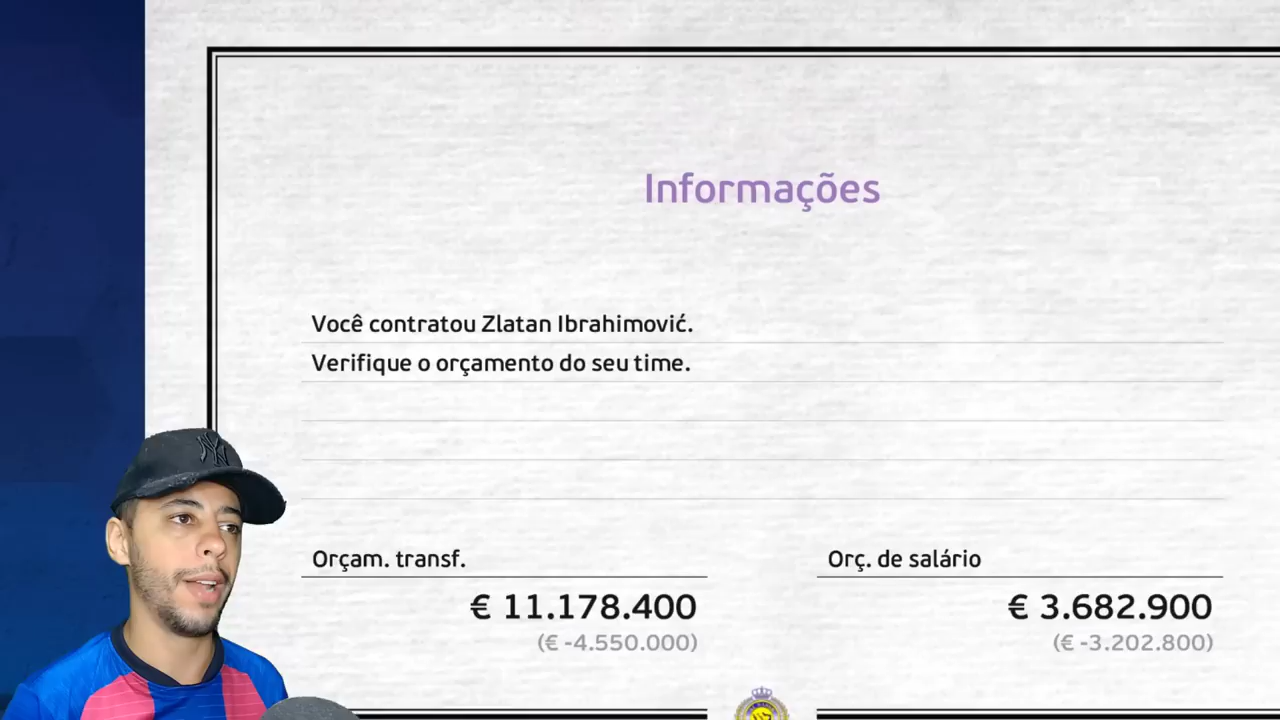 Informações
Você contratou Zlatan Ibrahimović.
Verifique o orçamento do seu time.
Orçam. transf.
Orç. de salário
€ 11.178.400
€ 3.682.900
(€ -4.550.000)
(€ -3.202.800)
NY